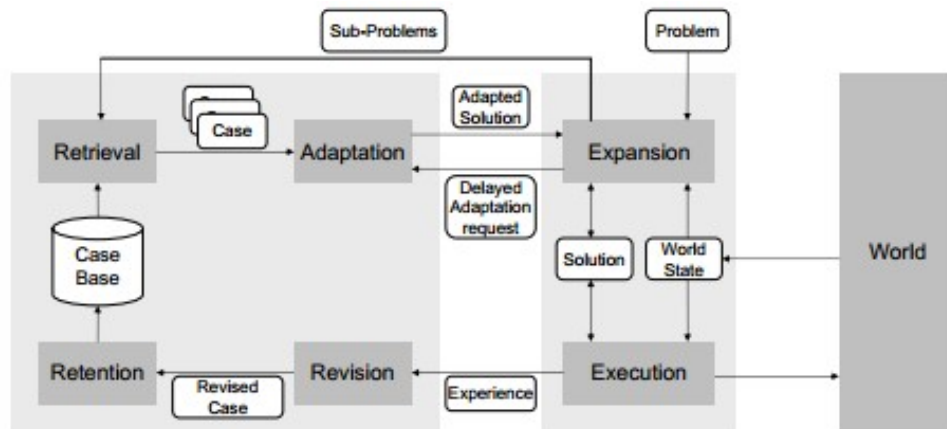 Sub-Problems
Problem
Case
Adapted
Solution
Retrieval
Adaptation
Expansion
Delayed
Adaptation
request
Case
Base
Solution
World
State
World
Retention
Revision
Execution
Revised
Case
Experience